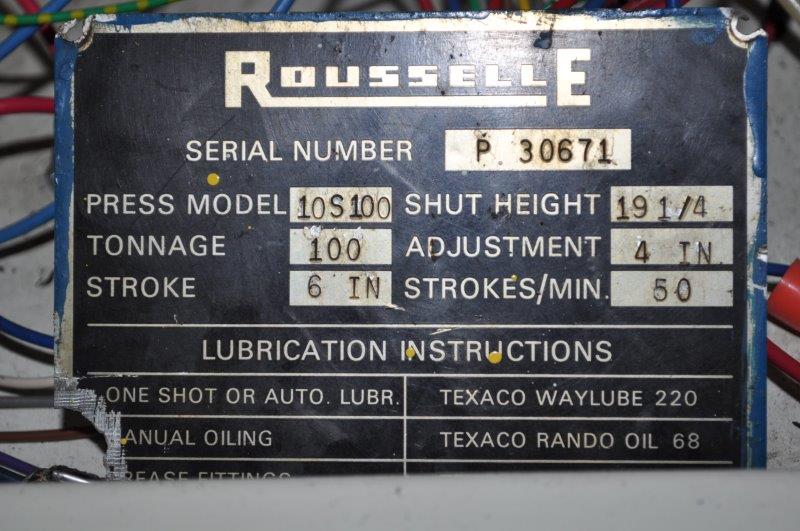 ROUSSELLE
SERIAL NUMBER P 30671
PRESS MODEL 10S100 SHUT HEIGHT 19 1/4
TONNAGE 100 ADJUSTMENT 4 IN.
STROKE 6 IN STROKES/MIN. 50
LUBRICATION INSTRUCTIONS
ONE SHOT OR AUTO. LUBR. TEXACO WAYLUBE 220
ANUAL OILING TEXACO RANDO OIL 68
REASE FITTINGS